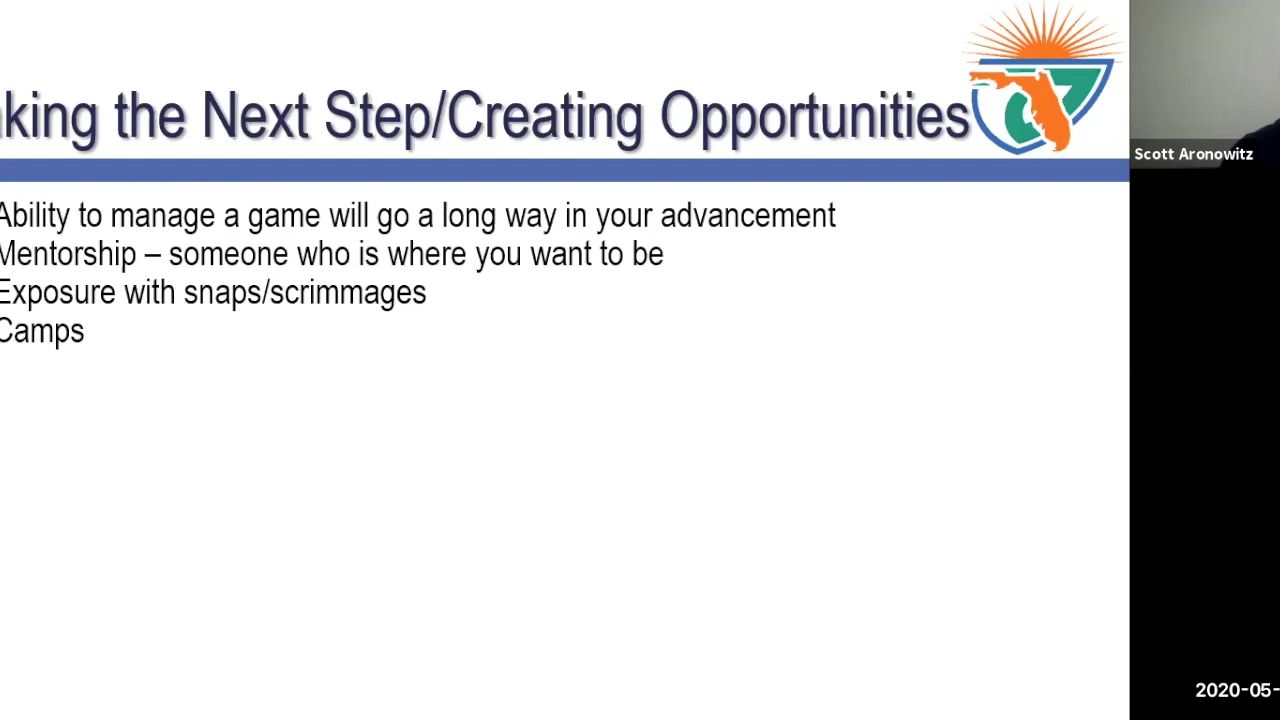 king the Next Step/Creating Opportunities
Ability to manage a game will go a long way in your advancement
Mentorship – someone who is where you want to be
Exposure with snaps/scrimmages
Camps
Scott Aronowitz
2020-05-